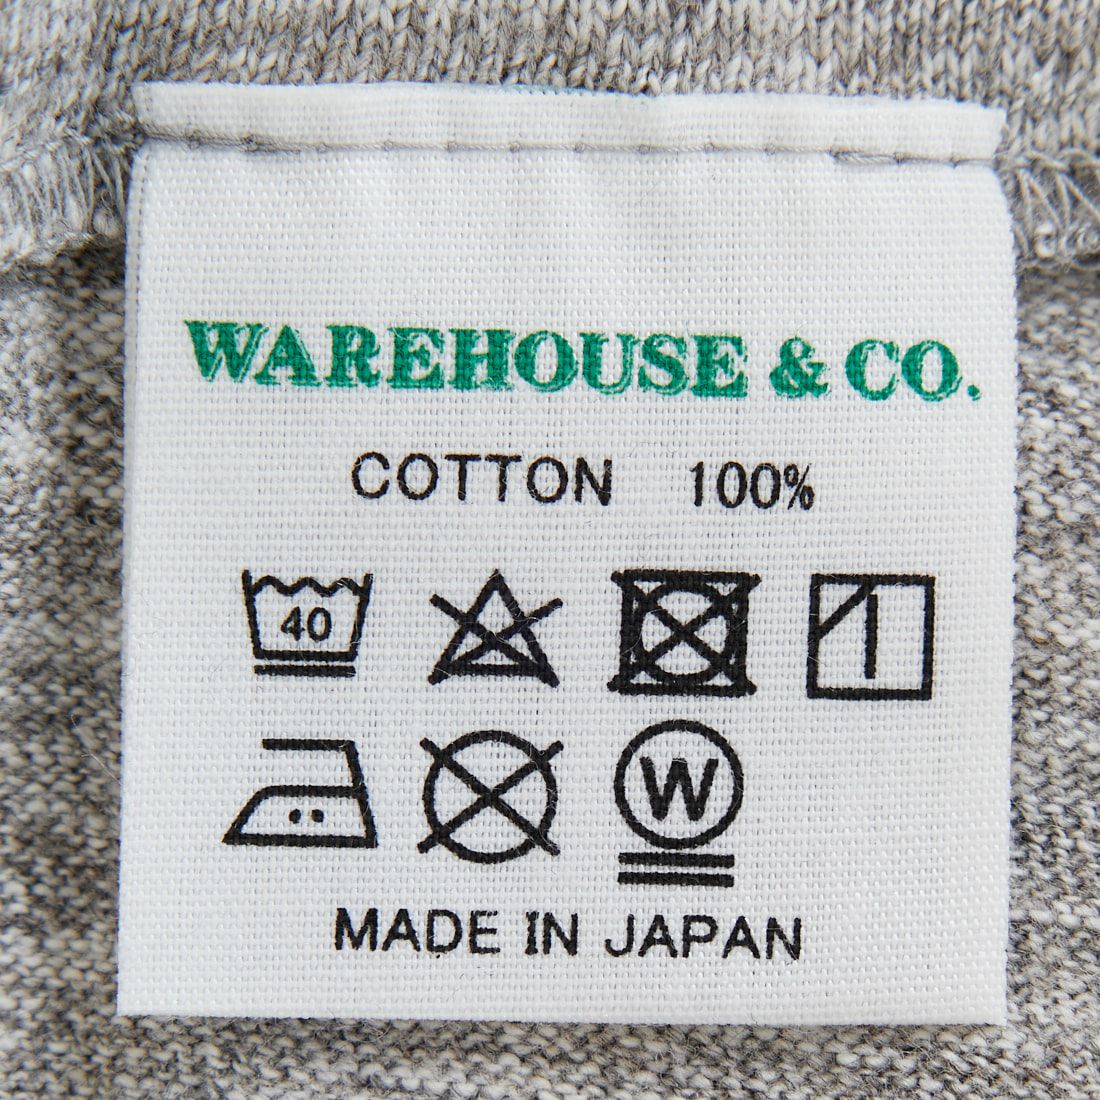 WAREHOUSE & CO.
COTTON 100%
40
W
MADE IN JAPAN